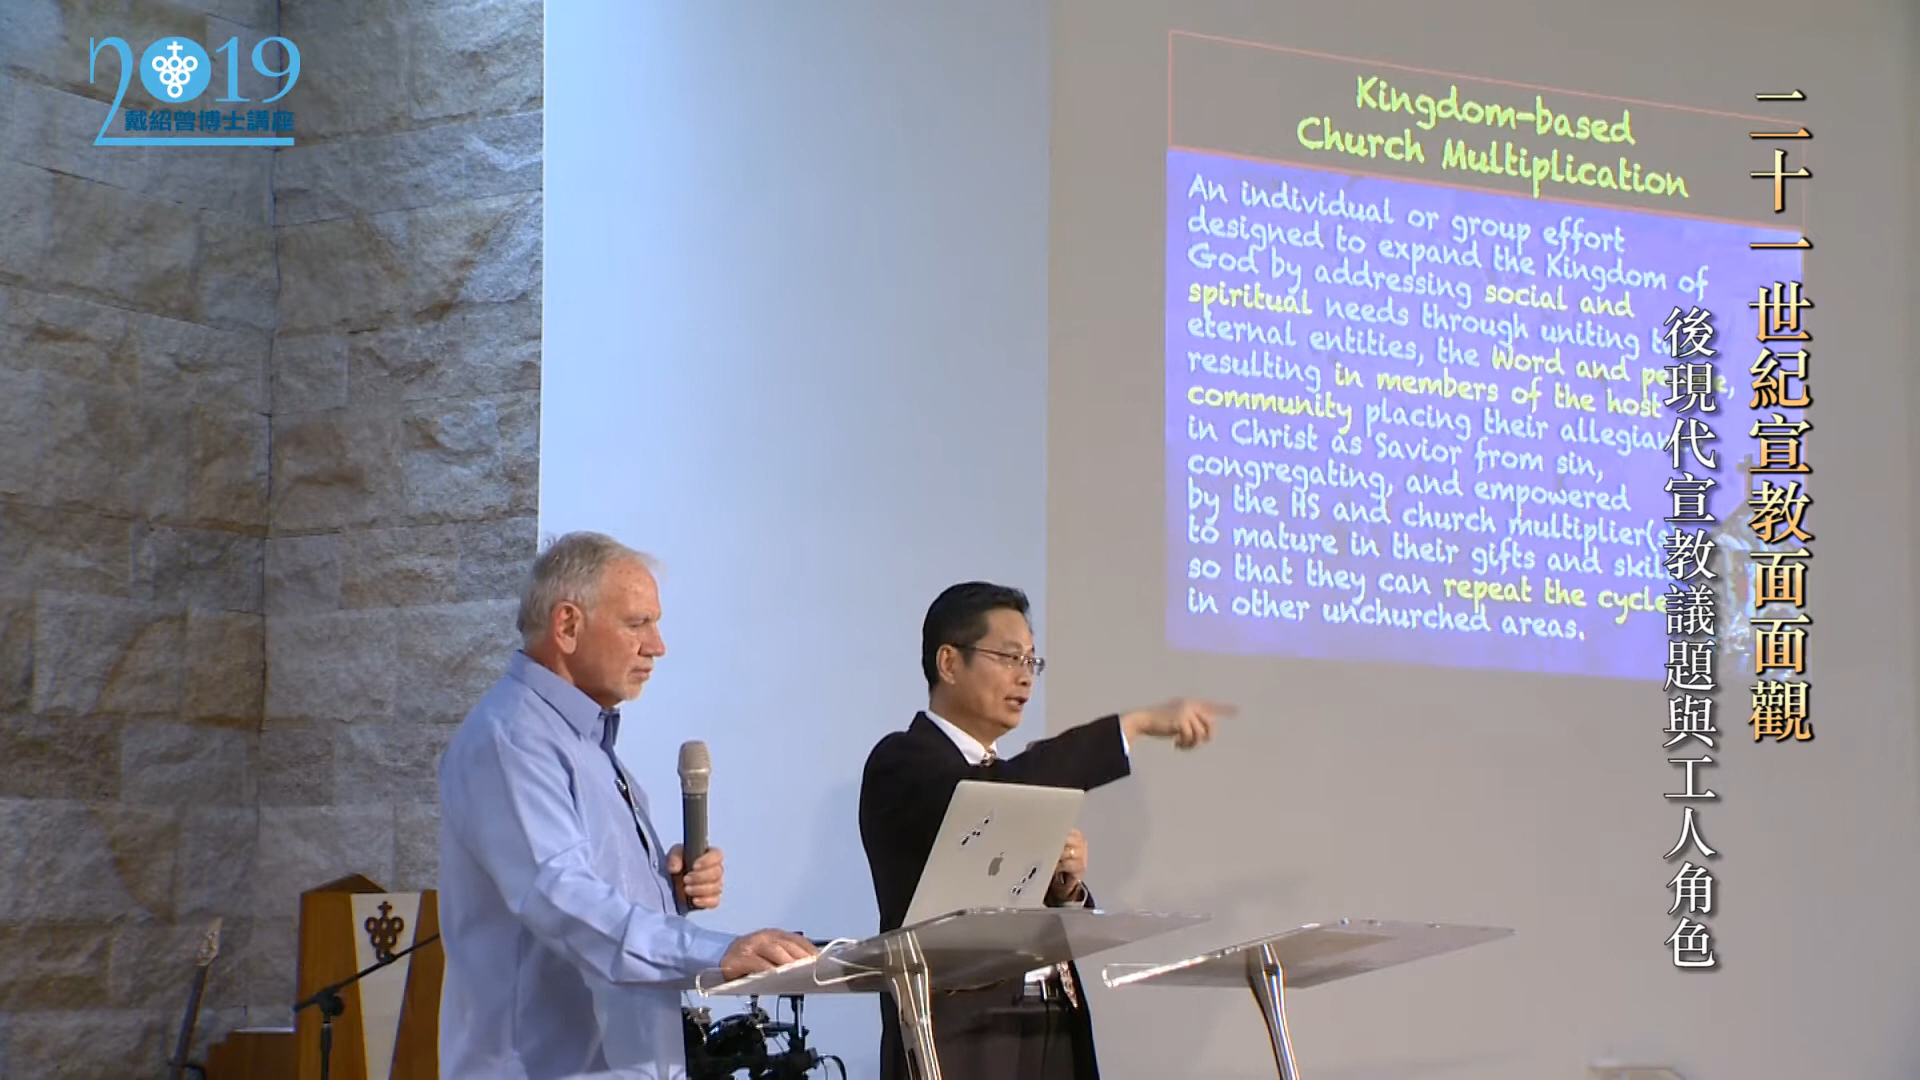 2019
戴紹曾博士講座
Kingdom-based
Church Multiplication
An individual or group effort
designed to expand the Kingdom of
God by addressing social and
spiritual needs through uniting
eternal entities, the Word and
resulting in members of the host
community placing their
in Christ as Savior from sin,
congregating, and empowered
by the HS and church multiplier(s
to mature in their gifts and
so that they can repeat the cycle
in other unchurched areas.
二十一世紀宣教面面觀
後現代宣教議題與工人角色